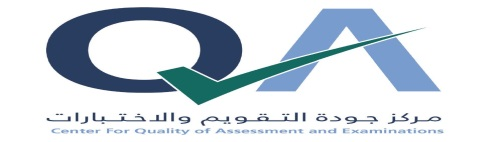 QA
مركز جودة التقويم والاختبارات
Center For Quality of Assessment and Examinations